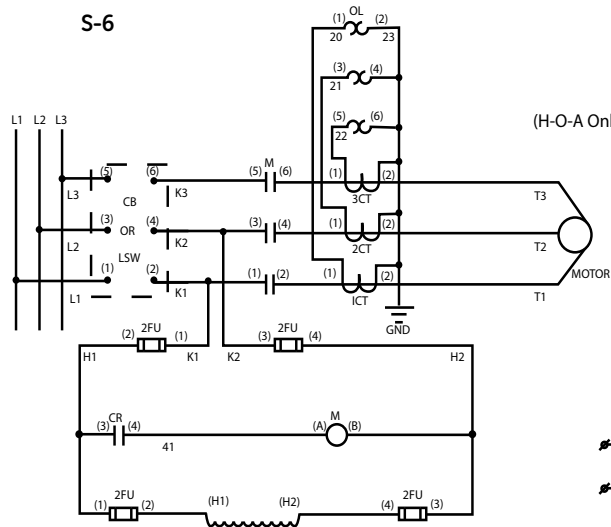 S-6
(1) OL (2)
20 23
(3) (4)
21
(H-O-A Onl
L1 L2 L3
(5) (6)
22
(5) (6) M
(5) (6) (1) (2) T3
L3 CB K3 3CT
(3) OR (4) (3) (4) (1) (2) T2
L2 K2 2CT
LSW MOTOR
(1) (2) (1) (2) (1) (2)
L1 K1 ICT T1
GND
2FU 2FU
(2) (1) (3) (4)
H1 K1 K2 H2
CR M
(3) (4) (A) (B)
41
2FU (H1) (H2) 2FU
(1) (2) (4) (3)